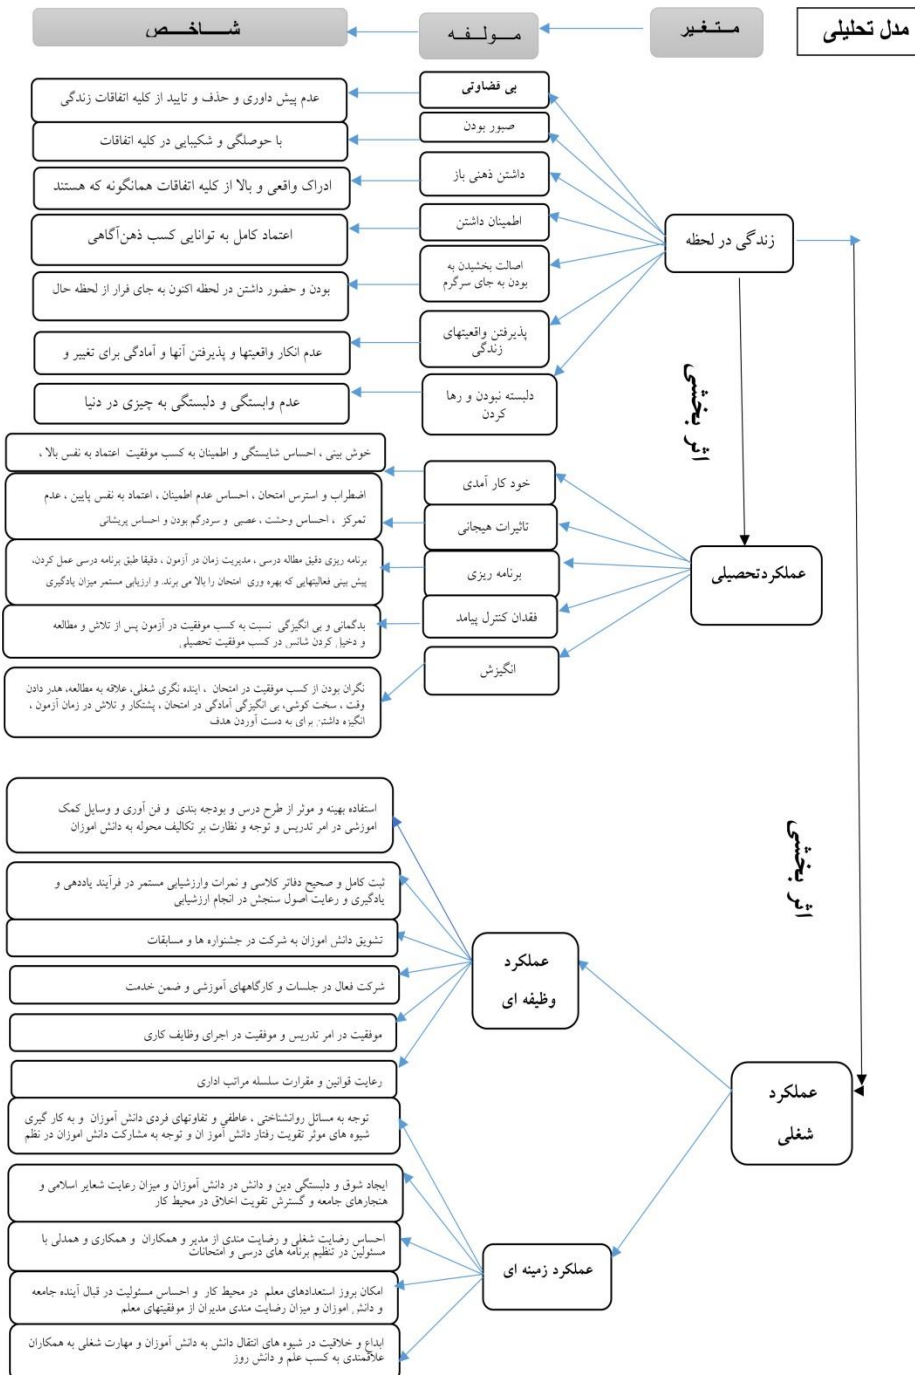 مدل تحلیلی
متغیر
مولفه
شاخص
زندگی در لحظه
بی قضاوتی
عدم پیش داوری و حذف و تایید از کلیه اتفاقات زندگی
صبور بودن
با حوصلگی و شکیبایی در کلیه اتفاقات
داشتن ذهنی باز
ادراک واقعی و بالا از کلیه اتفاقات همانگونه که هستند
اطمینان داشتن
اعتماد کامل به توانایی کسب ذهن‌آگاهی
اصالت بخشیدن به
بودن به جای سرگرم
بودن و حضور داشتن در لحظه اکنون به جای فرار از لحظه حال
پذیرفتن واقعیتهای
زندگی
عدم انکار واقعیتها و پذیرفتن آنها و آمادگی برای تغییر و
دلبسته نبودن و رها
کردن
عدم وابستگی و دلبستگی به چیزی در دنیا
اثر بخشی
عملکردتحصیلی
خود کار آمدی
خوش بینی ، احساس شایستگی و اطمینان به کسب موفقیت اعتماد به نفس بالا ،
تاثیرات هیجانی
اضطراب و استرس امتحان ، احساس عدم اطمینان ، اعتماد به نفس پایین ، عدم
تمرکز ، احساس وحشت ، عصبی و سردرگم بودن و احساس پریشانی
برنامه ریزی
برنامه ریزی دقیق مطاله درسی ، مدیریت زمان در آزمون ، دقیقا طبق برنامه درسی عمل کردن،
پیش بینی فعالیتهایی که بهره وری امتحان را بالا می برند. و ارزیابی مستمر میزان یادگیری
فقدان کنترل پیامد
بدگمانی و بی انگیزگی نسبت به کسب موفقیت در آزمون پس از تلاش و مطالعه
و دخیل کردن شانس در کسب موفقیت تحصیلی
انگیزش
نگران بودن از کسب موفقیت در امتحان ، اینده نگری شغلی، علاقه به مطالعه، هدر دادن
وقت ، سخت کوشی، بی انگیزگی آمادگی در امتحان ، پشتکار و تلاش در زمان آزمون ،
انگیزه داشتن برای به دست آوردن هدف
اثر بخشی
عملکرد
شغلی
عملکرد
وظیفه ای
استفاده بهینه و موثر از طرح درس و بودجه بندی و فن آوری و وسایل کمک
اموزشی در امر تدریس و توجه و نظارت بر تکالیف محوله به دانش اموزان
ثبت کامل و صحیح دفاتر کلاسی و نمرات وارزشیابی مستمر در فرآیند یاددهی و
یادگیری و رعایت اصول سنجش در انجام ارزشیابی
تشویق دانش اموزان به شرکت در جشنواره ها و مسابقات
شرکت فعال در جلسات و کارگاههای آموزشی و ضمن خدمت
موفقیت در امر تدریس و موفقیت در اجرای وظایف کاری
رعایت قوانین و مقرارت سلسله مراتب اداری
عملکرد زمینه ای
توجه به مسائل روانشناختی ، عاطفی و تفاوتهای فردی دانش آموزان و به کار گیری
شیوه های موثر تقویت رفتار دانش آموز ان و توجه به مشارکت دانش اموزان در نظم
ایجاد شوق و دلبستگی دین و دانش در دانش آموزان و میزان رعایت شعایر اسلامی و
هنجارهای جامعه و گسترش تقویت اخلاق در محیط کار
احساس رضایت شغلی و رضایت مندی از مدیر و همکاران و همکاری و همدلی با
مسئولین در تنظیم برنامه های درسی و امتحانات
امکان بروز استعدادهای معلم در محیط کار و احساس مسئولیت در قبال آینده جامعه
و دانش اموزان و میزان رضایت مندی مدیران از موفقیتهای معلم
ابداع و خلاقیت در شیوه های انتقال دانش به دانش آموزان و مهارت شغلی به همکاران
علاقمندی به کسب علم و دانش روز